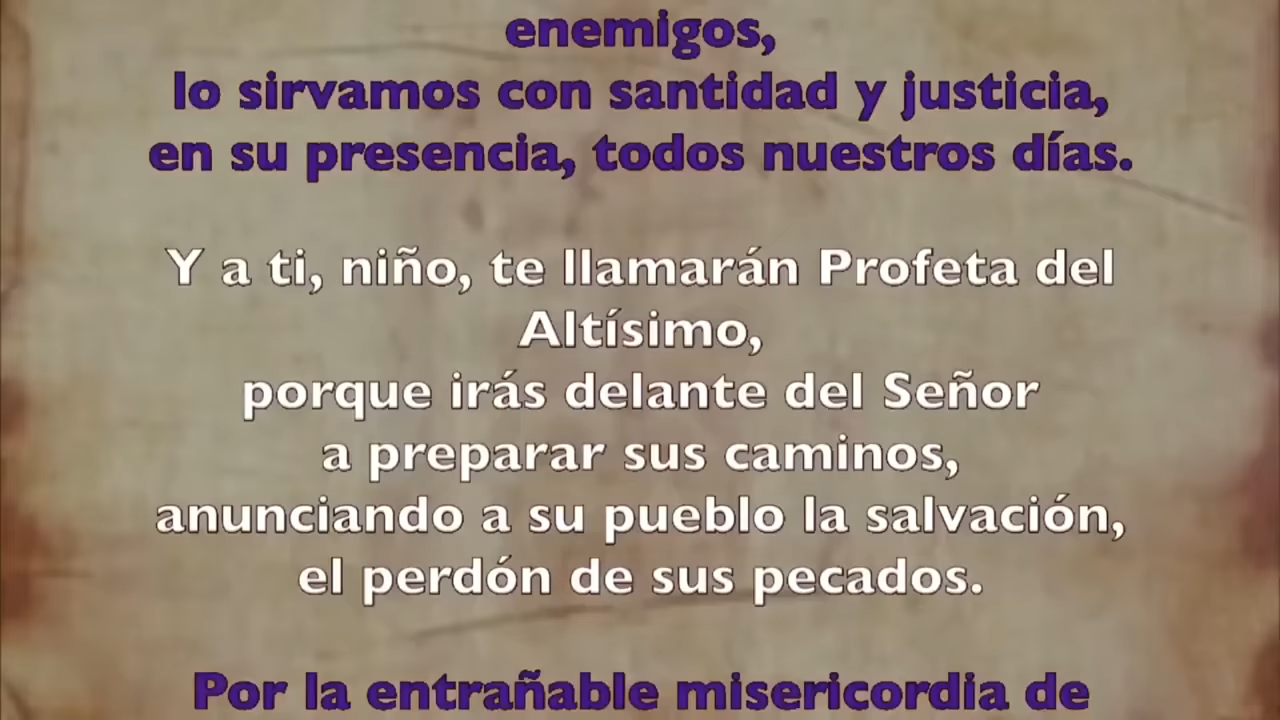 enemigos,
lo sirvamos con santidad y justicia,
en su presencia, todos nuestros días.
Y a ti, niño, te llamarán Profeta del
Altísimo,
porque irás delante del Señor
a preparar sus caminos,
anunciando a su pueblo la salvación,
el perdón de sus pecados.
Por la entrañable misericordia de